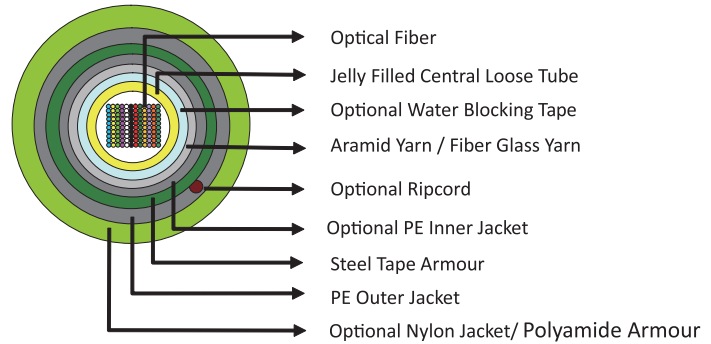 Optical Fiber
Jelly Filled Central Loose Tube
Optional Water Blocking Tape
Aramid Yarn / Fiber Glass Yarn
Optional Ripcord
Optional PE Inner Jacket
Steel Tape Armour
PE Outer Jacket
Optional Nylon Jacket/ Polyamide Armour